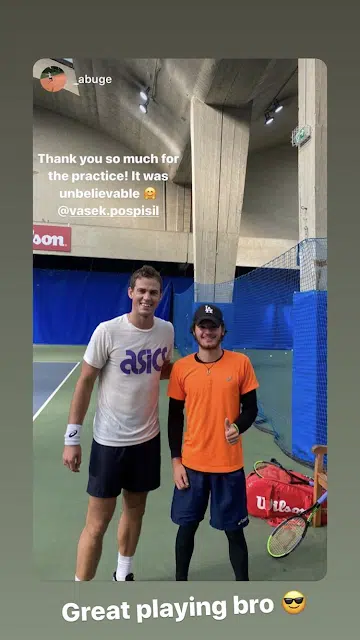 _abuge
Thank you so much for
the practice! It was
unbelievable 🤗
@vasek.pospisil
son.
asics
LA
Wilson
Great playing bro 😎